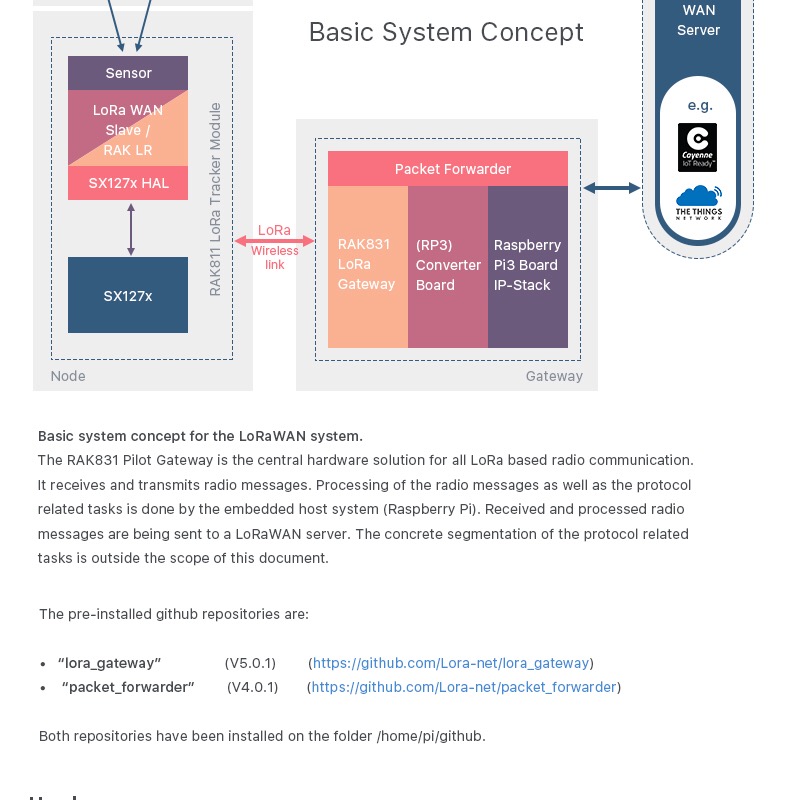 Basic System Concept
WAN
Server
e.g.
Cayenne
IoT Ready™
THE THINGS
NETWORK
Sensor
LoRa WAN
Slave /
RAK LR
SX127x HAL
SX127x
RAK811 LoRa Tracker Module
Node
LoRa
Wireless
link
Packet Forwarder
RAK831
LoRa
Gateway
(RP3)
Converter
Board
Raspberry
Pi3 Board
IP-Stack
Gateway
Basic system concept for the LoRaWAN system.
The RAK831 Pilot Gateway is the central hardware solution for all LoRa based radio communication.
It receives and transmits radio messages. Processing of the radio messages as well as the protocol
related tasks is done by the embedded host system (Raspberry Pi). Received and processed radio
messages are being sent to a LoRaWAN server. The concrete segmentation of the protocol related
tasks is outside the scope of this document.
The pre-installed github repositories are:
• “lora_gateway” (V5.0.1) (https://github.com/Lora-net/lora_gateway)
• “packet_forwarder” (V4.0.1) (https://github.com/Lora-net/packet_forwarder)
Both repositories have been installed on the folder /home/pi/github.